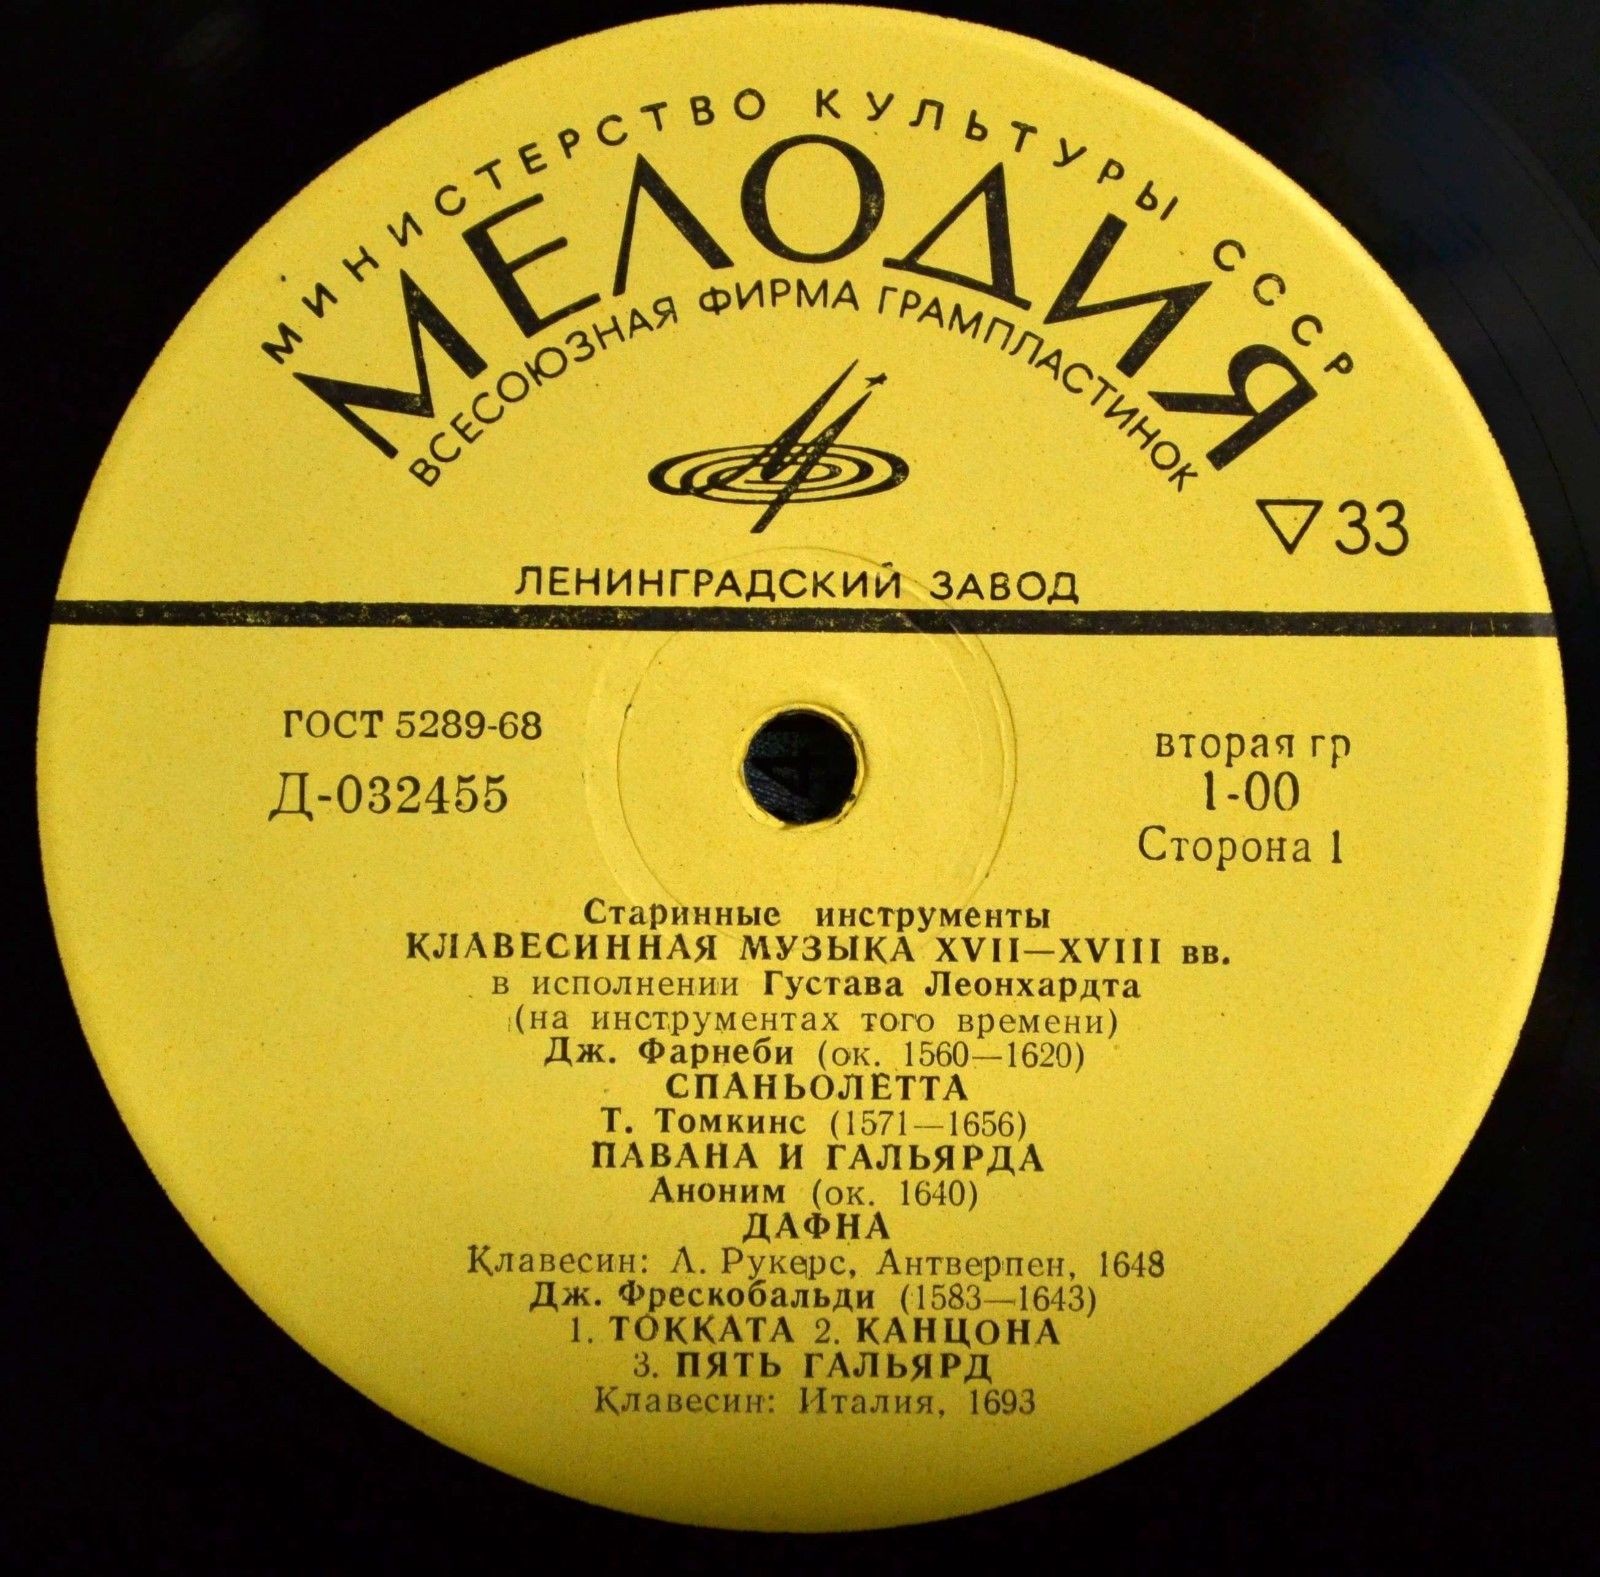 МИНИСТЕРСТВО КУЛЬТУРЫ СССР
МЕЛОДИЯ
ВСЕСОЮЗНАЯ ФИРМА ГРАМПЛАСТИНОК
33
ЛЕНИНГРАДСКИЙ ЗАВОД
ГОСТ 5289-68
Д-032455
вторая гр
1-00
Сторона 1
Старинные инструменты
КЛАВЕСИННАЯ МУЗЫКА XVII—XVIII вв.
в исполнении Густава Леонхардта
(на инструментах того времени)
Дж. Фарнеби (ок. 1560—1620)
СПАНЬОЛЕТТА
Т. Томкинс (1571—1656)
ПАВАНА И ГАЛЬЯРДА
Аноним (ок. 1640)
ДАФНА
Клавесин: А. Рукерс, Антверпен, 1648
Дж. Фрескобальди (1583—1643)
1. ТОККАТА 2. КАНЦОНА
3. ПЯТЬ ГАЛЬЯРД
Клавесин: Италия, 1693